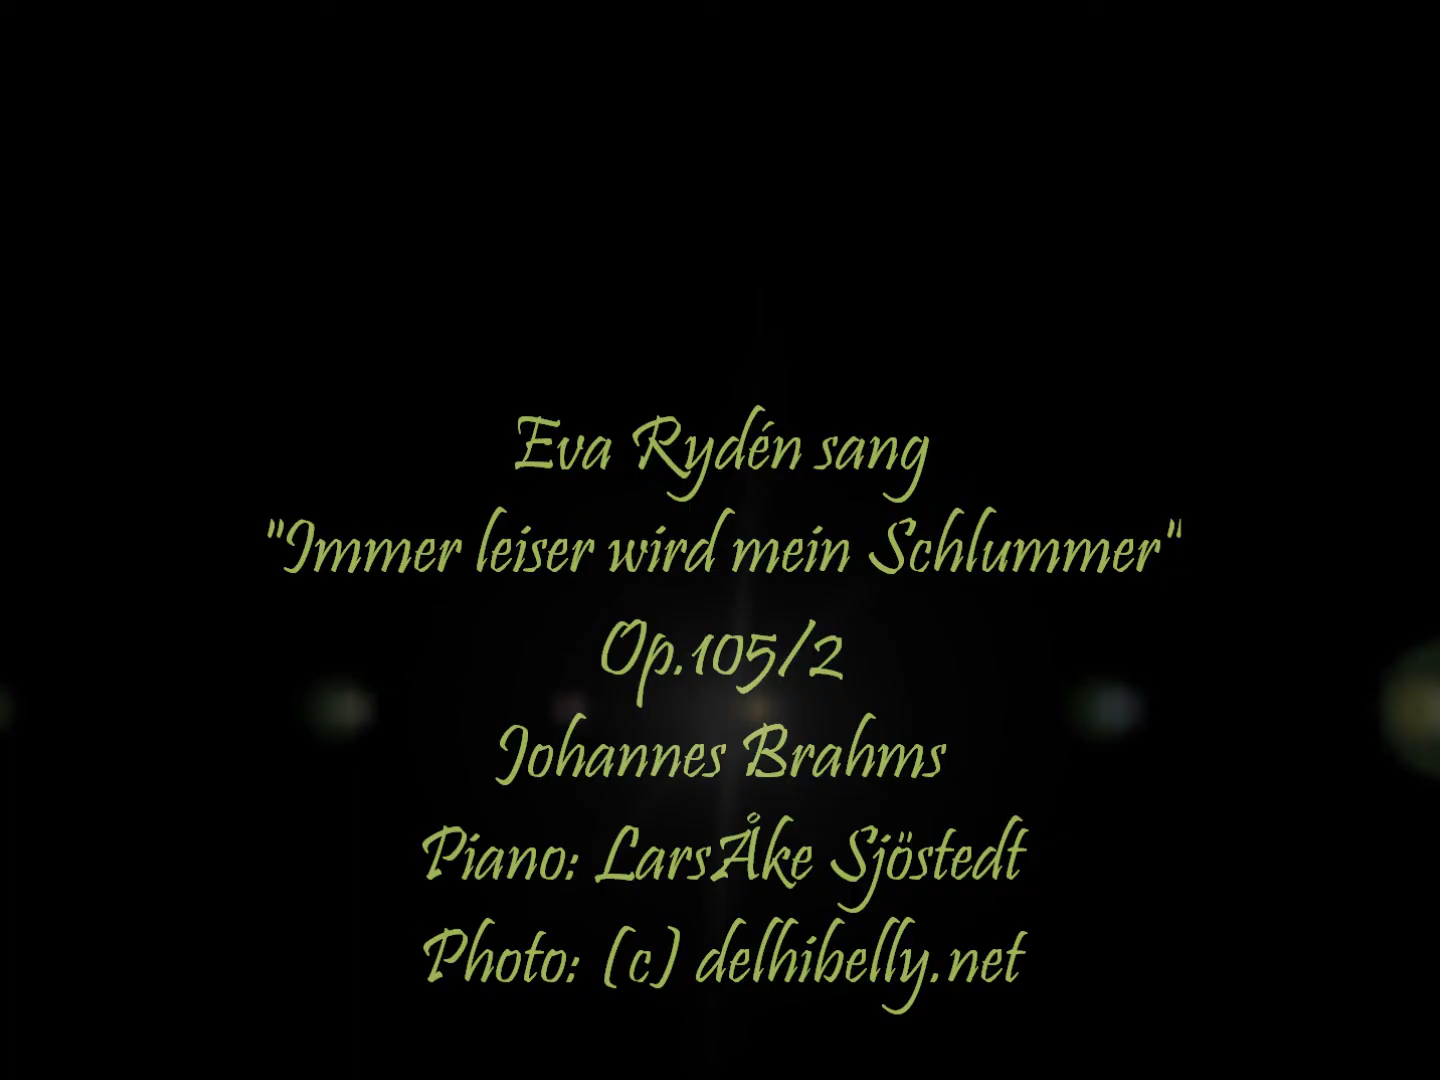 Eva Rydén sang
"Immer leiser wird mein Schlummer"
Op.105/2
Johannes Brahms
Piano: LarsÅke Sjöstedt
Photo: (c) delhibelly.net